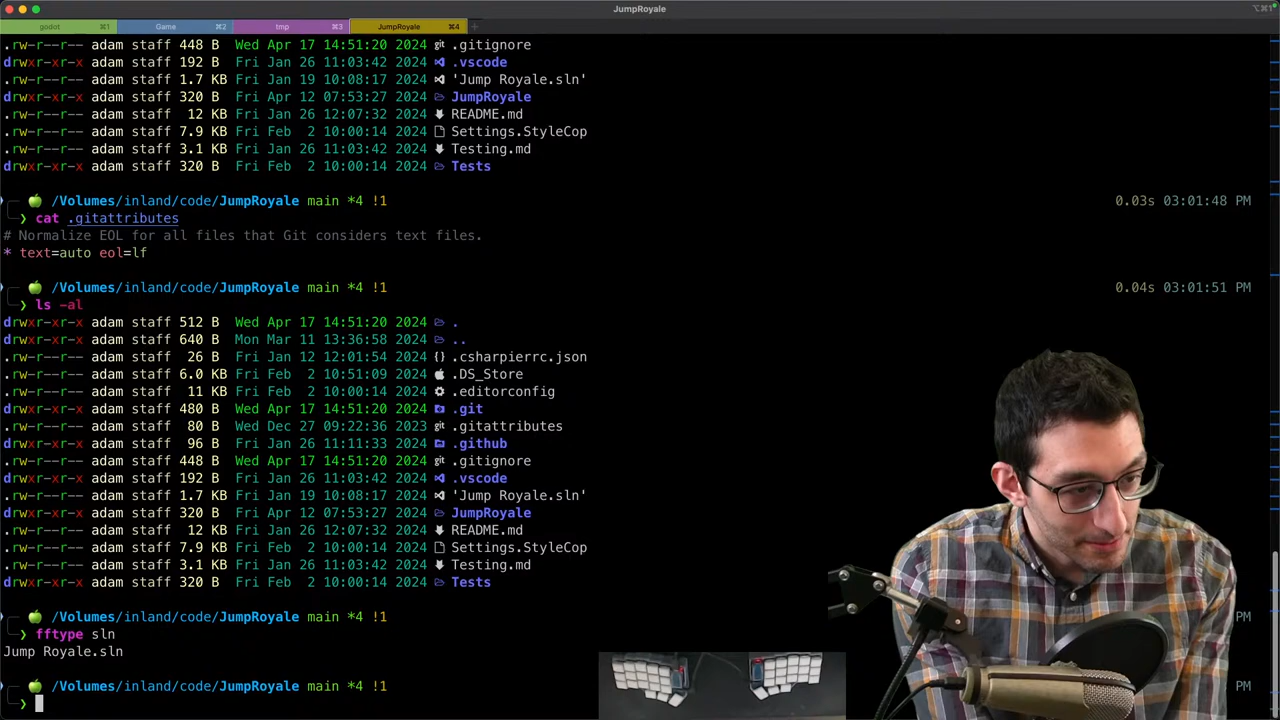 JumpRoyale
⌥⌘1
godot ⌘1 Game ⌘2 tmp ⌘3 JumpRoyale ⌘4 +
.rw-r--r-- adam staff 448 B Wed Apr 17 14:51:20 2024 .gitignore
drwxr-xr-x adam staff 192 B Fri Jan 26 11:03:42 2024 .vscode
.rw-r--r-- adam staff 1.7 KB Fri Jan 19 10:08:17 2024 'Jump Royale.sln'
drwxr-xr-x adam staff 320 B Fri Apr 12 07:53:27 2024 JumpRoyale
.rw-r--r-- adam staff 12 KB Fri Jan 26 12:07:32 2024 README.md
.rw-r--r-- adam staff 7.9 KB Fri Feb 2 10:00:14 2024 Settings.StyleCop
.rw-r--r-- adam staff 3.1 KB Fri Jan 26 11:03:42 2024 Testing.md
drwxr-xr-x adam staff 320 B Fri Feb 2 10:00:14 2024 Tests
/Volumes/inland/code/JumpRoyale main *4 !1 0.03s 03:01:48 PM
❯ cat .gitattributes
# Normalize EOL for all files that Git considers text files.
* text=auto eol=lf
/Volumes/inland/code/JumpRoyale main *4 !1 0.04s 03:01:51 PM
❯ ls -al
drwxr-xr-x adam staff 512 B Wed Apr 17 14:51:20 2024 .
drwxr-xr-x adam staff 640 B Mon Mar 11 13:36:58 2024 ..
.rw-r--r-- adam staff 26 B Fri Jan 12 12:01:54 2024 {} .csharpierrc.json
.rw-r--r-- adam staff 6.0 KB Fri Feb 2 10:51:09 2024 .DS_Store
.rw-r--r-- adam staff 11 KB Fri Feb 2 10:00:14 2024 .editorconfig
drwxr-xr-x adam staff 480 B Wed Apr 17 14:51:20 2024 .git
.rw-r--r-- adam staff 80 B Wed Dec 27 09:22:36 2023 .gitattributes
drwxr-xr-x adam staff 96 B Fri Jan 26 11:11:33 2024 .github
.rw-r--r-- adam staff 448 B Wed Apr 17 14:51:20 2024 .gitignore
drwxr-xr-x adam staff 192 B Fri Jan 26 11:03:42 2024 .vscode
.rw-r--r-- adam staff 1.7 KB Fri Jan 19 10:08:17 2024 'Jump Royale.sln'
drwxr-xr-x adam staff 320 B Fri Apr 12 07:53:27 2024 JumpRoyale
.rw-r--r-- adam staff 12 KB Fri Jan 26 12:07:32 2024 README.md
.rw-r--r-- adam staff 7.9 KB Fri Feb 2 10:00:14 2024 Settings.StyleCop
.rw-r--r-- adam staff 3.1 KB Fri Jan 26 11:03:42 2024 Testing.md
drwxr-xr-x adam staff 320 B Fri Feb 2 10:00:14 2024 Tests
/Volumes/inland/code/JumpRoyale main *4 !1 PM
❯ fftype sln
Jump Royale.sln
/Volumes/inland/code/JumpRoyale main *4 !1 PM
❯